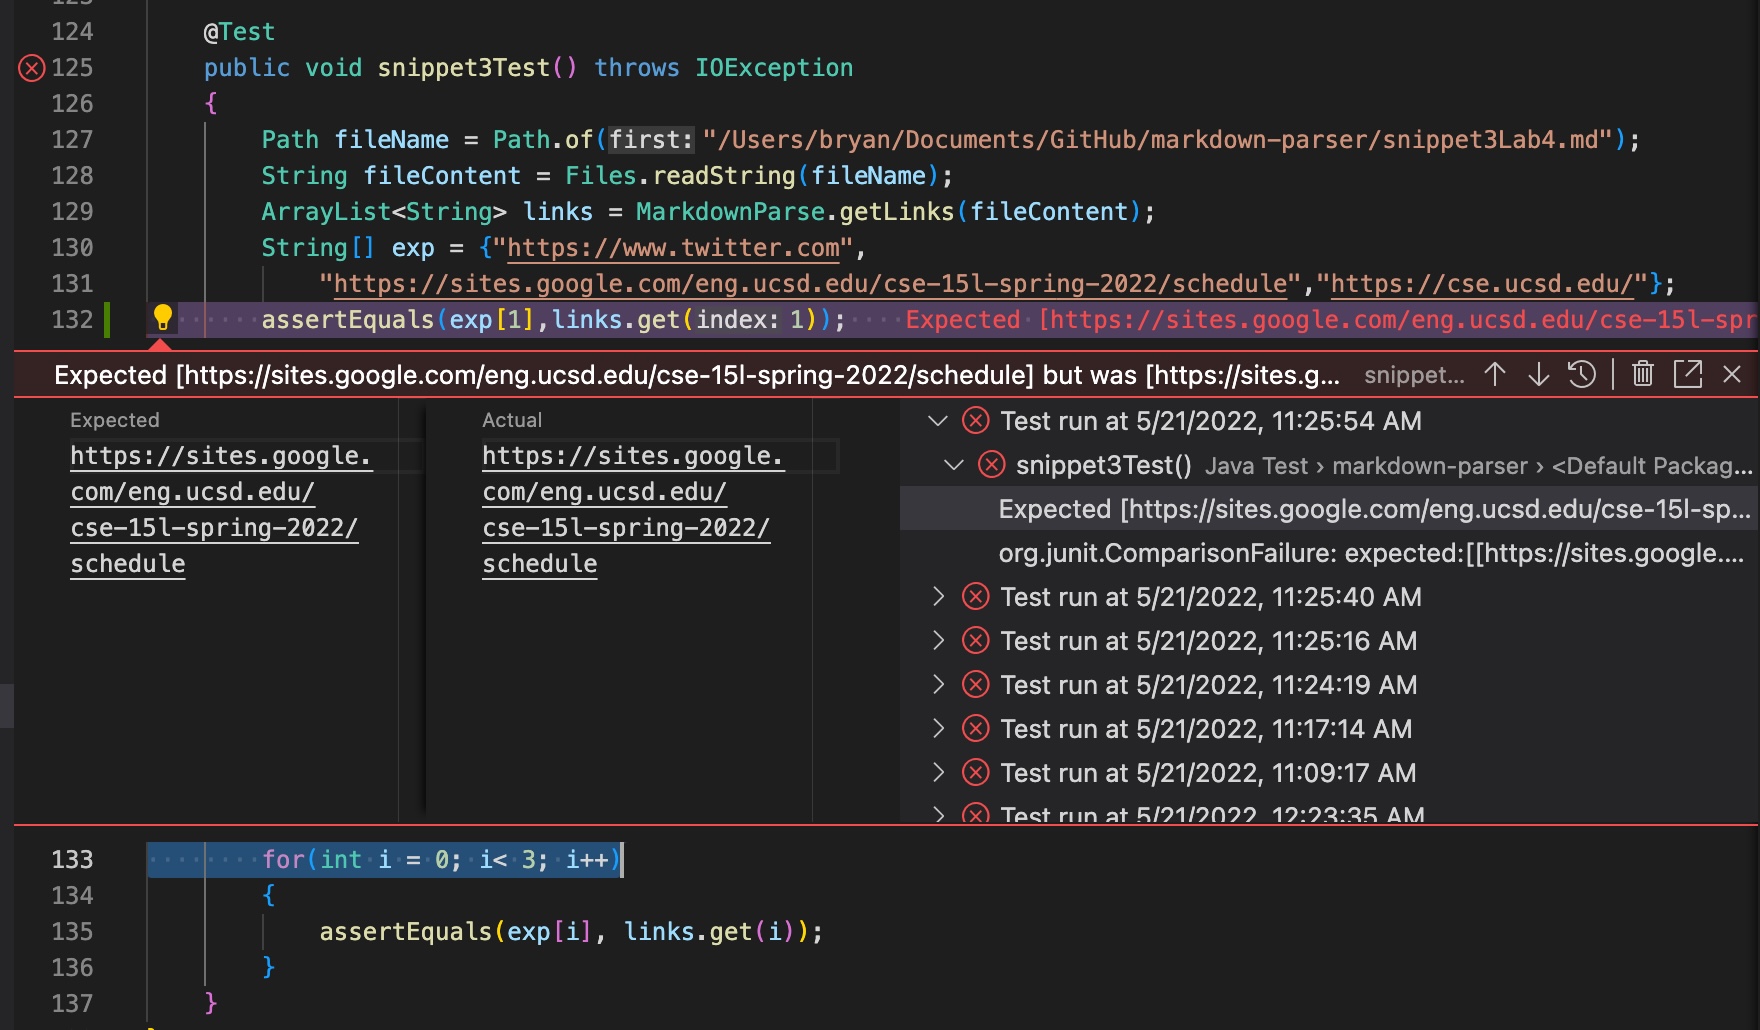 124 @Test
125 public void snippet3Test() throws IOException
126 {
127 Path fileName = Path.of(first: "/Users/bryan/Documents/GitHub/markdown-parser/snippet3Lab4.md");
128 String fileContent = Files.readString(fileName);
129 ArrayList<String> links = MarkdownParse.getLinks(fileContent);
130 String[] exp = {"https://www.twitter.com",
131 "https://sites.google.com/eng.ucsd.edu/cse-15l-spring-2022/schedule","https://cse.ucsd.edu/"};
132 assertEquals(exp[1],links.get(index: 1)); Expected [https://sites.google.com/eng.ucsd.edu/cse-15l-spr
Expected [https://sites.google.com/eng.ucsd.edu/cse-15l-spring-2022/schedule] but was [https://sites.g... snippet...
Expected
https://sites.google.
com/eng.ucsd.edu/
cse-15l-spring-2022/
schedule
Actual
https://sites.google.
com/eng.ucsd.edu/
cse-15l-spring-2022/
schedule
Test run at 5/21/2022, 11:25:54 AM
snippet3Test() Java Test › markdown-parser › <Default Packag...
Expected [https://sites.google.com/eng.ucsd.edu/cse-15l-sp...
org.junit.ComparisonFailure: expected:[[https://sites.google....
Test run at 5/21/2022, 11:25:40 AM
Test run at 5/21/2022, 11:25:16 AM
Test run at 5/21/2022, 11:24:19 AM
Test run at 5/21/2022, 11:17:14 AM
Test run at 5/21/2022, 11:09:17 AM
Test run at 5/21/2022, 12:23:35 AM
133 for(int i = 0; i< 3; i++)
134 {
135 assertEquals(exp[i], links.get(i));
136 }
137 }